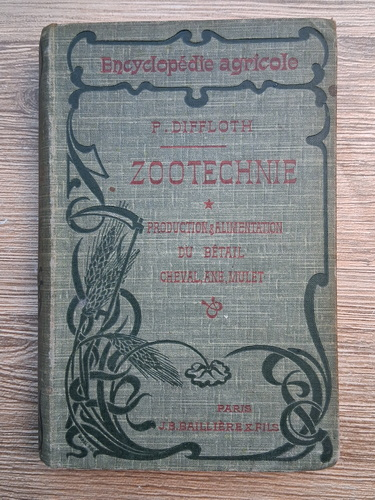 Encyclopédie agricole
P. DIFFLOTH
ZOOTECHNIE
*
PRODUCTION & ALIMENTATION
DU BÉTAIL
CHEVAL, ANE, MULET
PARIS
J.B. BAILLIÈRE & FILS